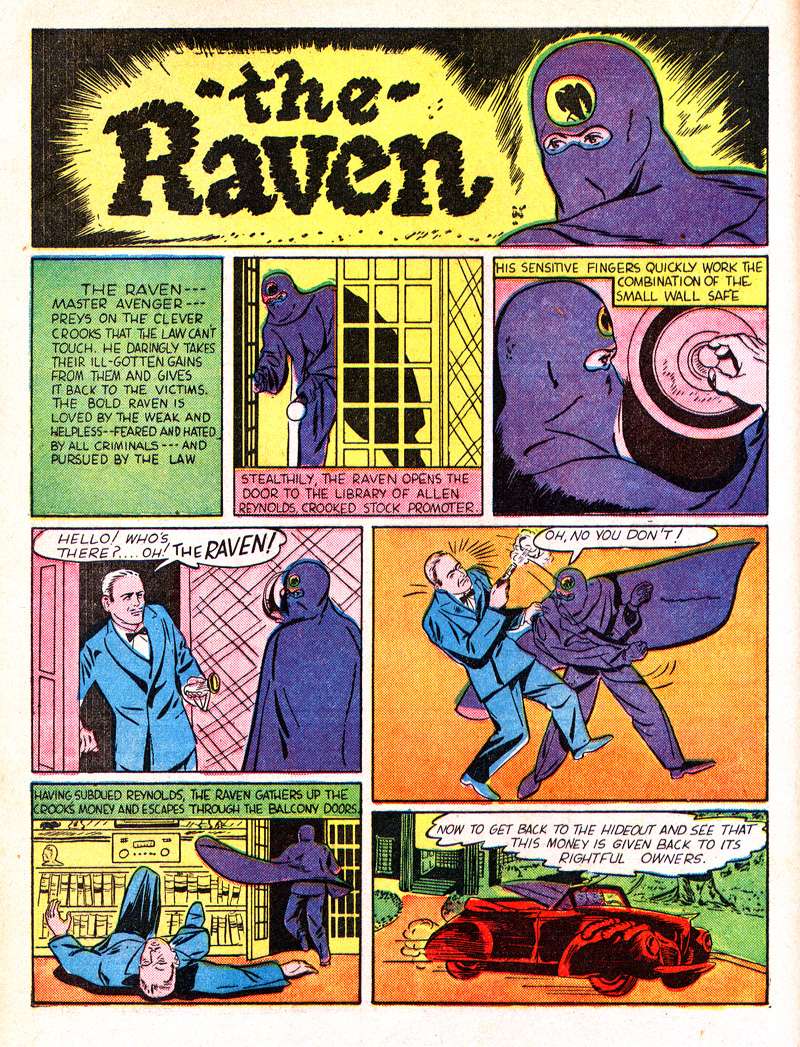 -the-
Raven
THE RAVEN---
MASTER AVENGER---
PREYS ON THE CLEVER
CROOKS THAT THE LAW CAN'T
TOUCH. HE DARINGLY TAKES
THEIR ILL-GOTTEN GAINS
FROM THEM AND GIVES
IT BACK TO THE VICTIMS.
THE BOLD RAVEN IS
LOVED BY THE WEAK AND
HELPLESS--FEARED AND HATED
BY ALL CRIMINALS---AND
PURSUED BY THE LAW
STEALTHILY, THE RAVEN OPENS THE
DOOR TO THE LIBRARY OF ALLEN
REYNOLDS, CROOKED STOCK PROMOTER.
HIS SENSITIVE FINGERS QUICKLY WORK THE
COMBINATION OF THE
SMALL WALL SAFE
HELLO! WHO'S
THERE?....OH! THE RAVEN!
OH, NO YOU DON'T!
HAVING SUBDUED REYNOLDS, THE RAVEN GATHERS UP THE
CROOKS MONEY AND ESCAPES THROUGH THE BALCONY DOORS.
NOW TO GET BACK TO THE HIDEOUT AND SEE THAT
THIS MONEY IS GIVEN BACK TO ITS
RIGHTFUL OWNERS.